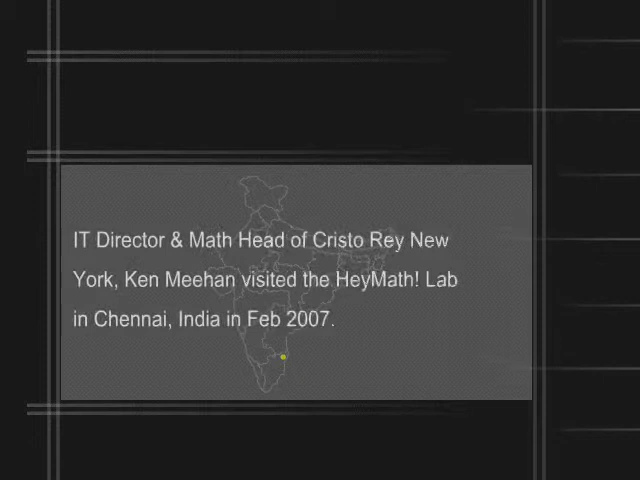 IT Director & Math Head of Cristo Rey New
York, Ken Meehan visited the HeyMath! Lab
in Chennai, India in Feb 2007.